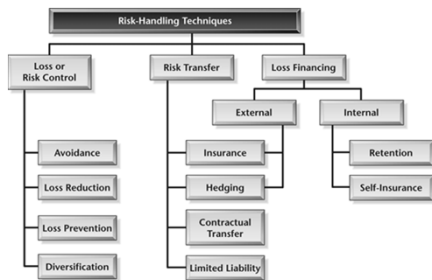 Risk-Handling Techniques
Loss or
Risk Control
Risk Transfer
Loss Financing
External
Internal
Avoidance
Insurance
Retention
Loss Reduction
Hedging
Self-Insurance
Loss Prevention
Contractual
Transfer
Diversification
Limited Liability